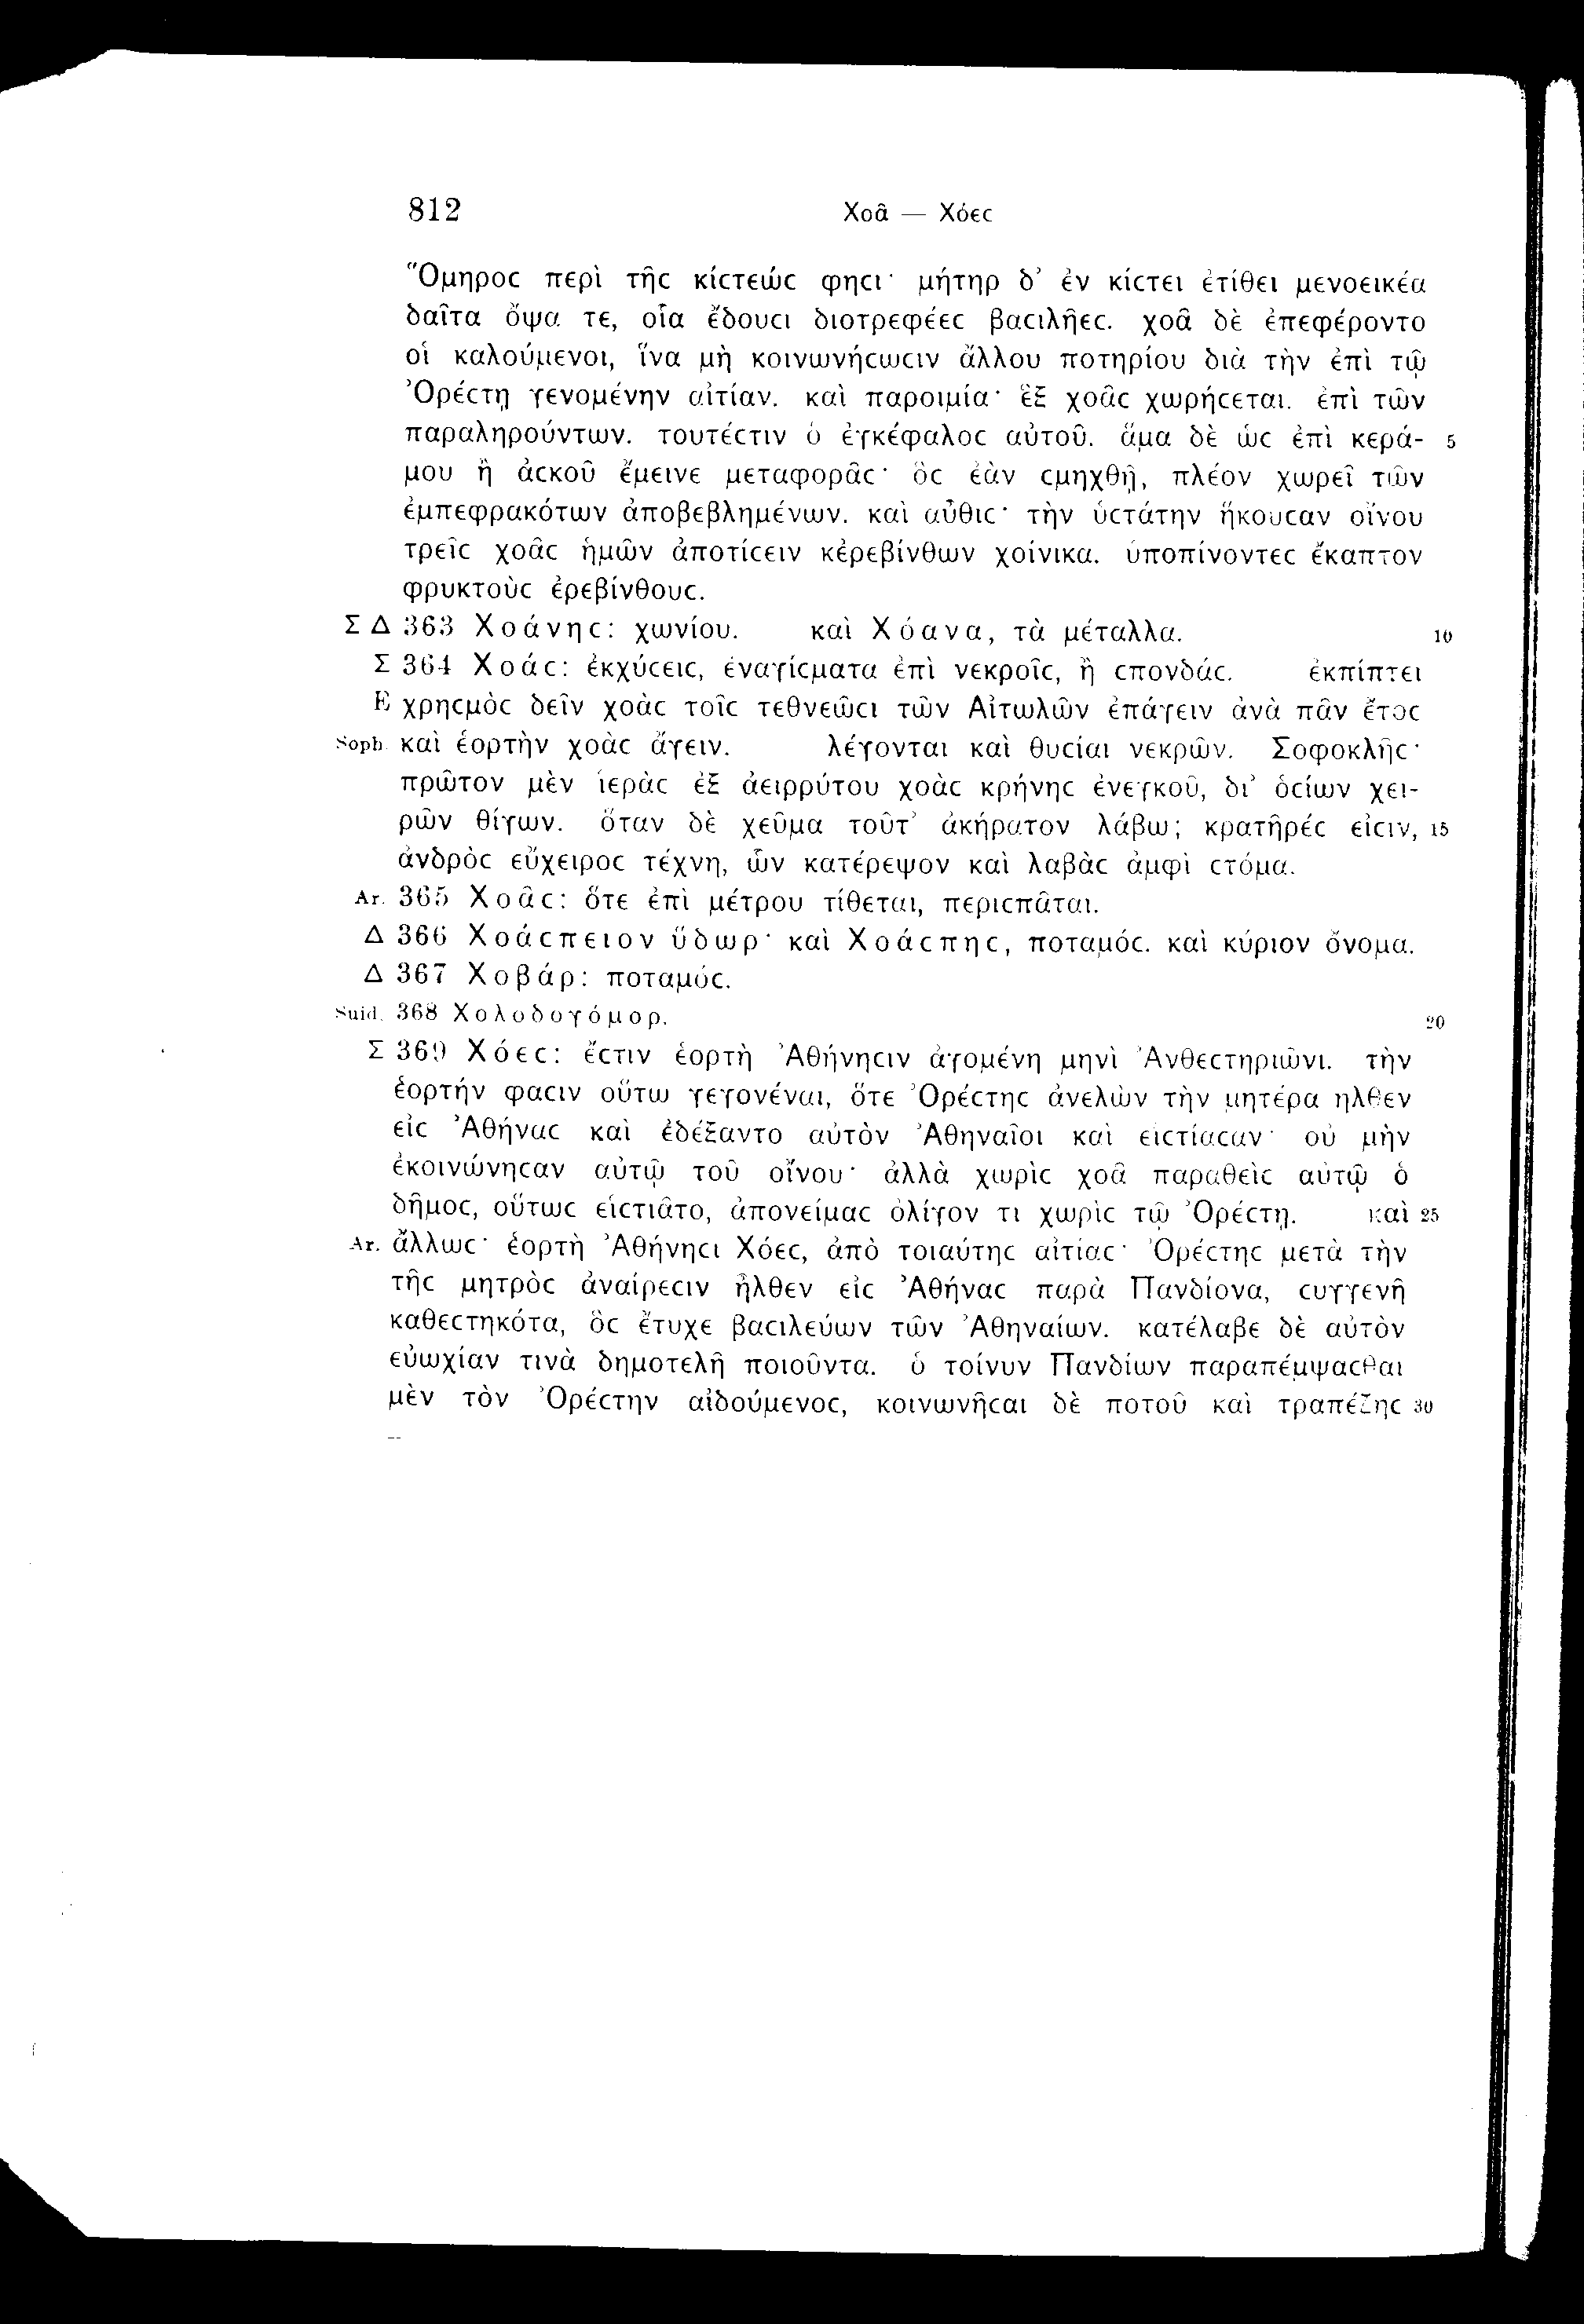 812 Χοᾶ — Χόες
Ὅμηρος περὶ τῆς κίςτεώς φηςι· μήτηρ δ’ ἐν κίςτει ἐτίθει μενοεικέα
δαῖτα ὄψα τε, οἷα ἔδουςι διοτρεφέες βαςιλῆες. χοᾶ δὲ ἐπεφέροντο
οἱ καλούμενοι, ἵνα μὴ κοινωνήςωςιν ἄλλου ποτηρίου διὰ τὴν ἐπὶ τῷ
Ὀρέςτῃ γενομένην αἰτίαν. καὶ παροιμία· ἓξ χοᾶς χωρήςεται. ἐπὶ τῶν
παραληρούντων. τουτέςτιν ὁ ἐγκέφαλος αὐτοῦ. ἅμα δὲ ὡς ἐπὶ κερά- 5
μου ἢ ἀςκοῦ ἔμεινε μεταφορᾶς· ὃς ἐὰν ςμηχθῇ, πλέον χωρεῖ τῶν
ἐμπεφρακότων ἀποβεβλημένων. καὶ αὖθις· τὴν ὑςτάτην ἥκουςαν οἴνου
τρεῖς χοᾶς ἡμῶν ἀποτίςειν κἐρεβίνθων χοίνικα. ὑποπίνοντες ἔκαπτον
φρυκτοὺς ἐρεβίνθους.
Σ Δ 363 Χοάνης: χωνίου. καὶ Χόανα, τὰ μέταλλα. 10
Σ 364 Χοάς: ἐκχύςεις, ἐναγίςματα ἐπὶ νεκροῖς, ἢ ςπονδάς. ἐκπίπτει
E χρηςμὸς δεῖν χοὰς τοῖς τεθνεῶςι τῶν Αἰτωλῶν ἐπάγειν ἀνὰ πᾶν ἔτος
Soph. καὶ ἑορτὴν χοὰς ἄγειν. λέγονται καὶ θυςίαι νεκρῶν. Σοφοκλῆς·
πρῶτον μὲν ἱερὰς ἐξ ἀειρρύτου χοὰς κρήνης ἐνεγκοῦ, δι’ ὁςίων χει-
ρῶν θίγων. ὅταν δὲ χεῦμα τοῦτ’ ἀκήρατον λάβω; κρατῆρές εἰςιν, 15
ἀνδρὸς εὔχειρος τέχνη, ὧν κατέρεψον καὶ λαβὰς ἀμφὶ ςτόμα.
Ar. 365 Χοᾶς: ὅτε ἐπὶ μέτρου τίθεται, περιςπᾶται.
Δ 366 Χοάςπειον ὕδωρ· καὶ Χοάςπης, ποταμός. καὶ κύριον ὄνομα.
Δ 367 Χοβάρ: ποταμός.
Suid. 368 Χολοδογόμορ. 20
Σ 369 Χόες: ἔςτιν ἑορτὴ Ἀθήνηςιν ἀγομένη μηνὶ Ἀνθεςτηριῶνι. τὴν
ἑορτήν φαςιν οὕτω γεγονέναι, ὅτε Ὀρέςτης ἀνελὼν τὴν μητέρα ἦλθεν
εἰς Ἀθήνας καὶ ἐδέξαντο αὐτὸν Ἀθηναῖοι καὶ εἱςτίαςαν· οὐ μὴν
ἐκοινώνηςαν αὐτῷ τοῦ οἴνου· ἀλλὰ χωρὶς χοᾶ παραθεὶς αὐτῷ ὁ
δῆμος, οὕτως εἱςτιᾶτο, ἀπονείμας ὀλίγον τι χωρὶς τῷ Ὀρέςτῃ. καὶ 25
Ar. ἄλλως· ἑορτὴ Ἀθήνηςι Χόες, ἀπὸ τοιαύτης αἰτίας· Ὀρέςτης μετὰ τὴν
τῆς μητρὸς ἀναίρεςιν ἦλθεν εἰς Ἀθήνας παρὰ Πανδίονα, ςυγγενῆ
καθεςτηκότα, ὃς ἔτυχε βαςιλεύων τῶν Ἀθηναίων. κατέλαβε δὲ αὐτὸν
εὐωχίαν τινὰ δημοτελῆ ποιοῦντα. ὁ τοίνυν Πανδίων παραπέμψαςθαι
μὲν τὸν Ὀρέςτην αἰδούμενος, κοινωνῆςαι δὲ ποτοῦ καὶ τραπέζης 30